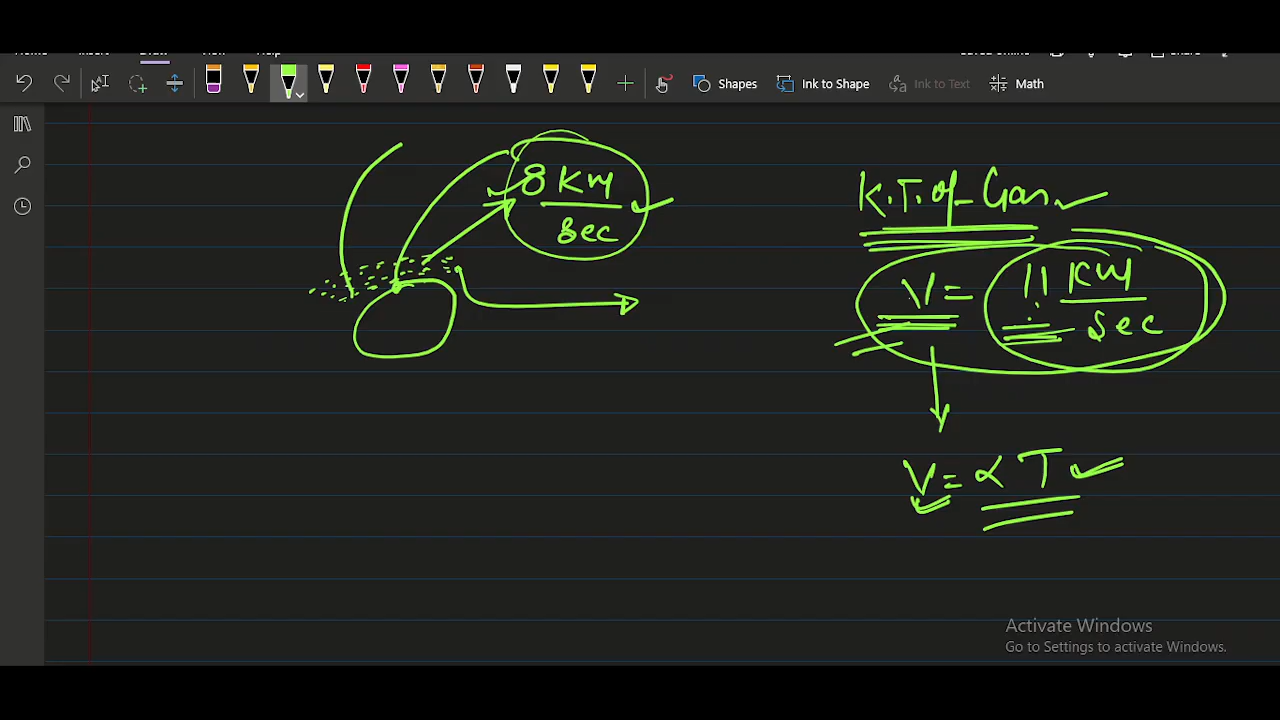 Shapes
Ink to Shape
Ink to Text
Math
8 Km
Sec
K.T. of Gas
V = 11 Km
Sec
V = α T
Activate Windows
Go to Settings to activate Windows.